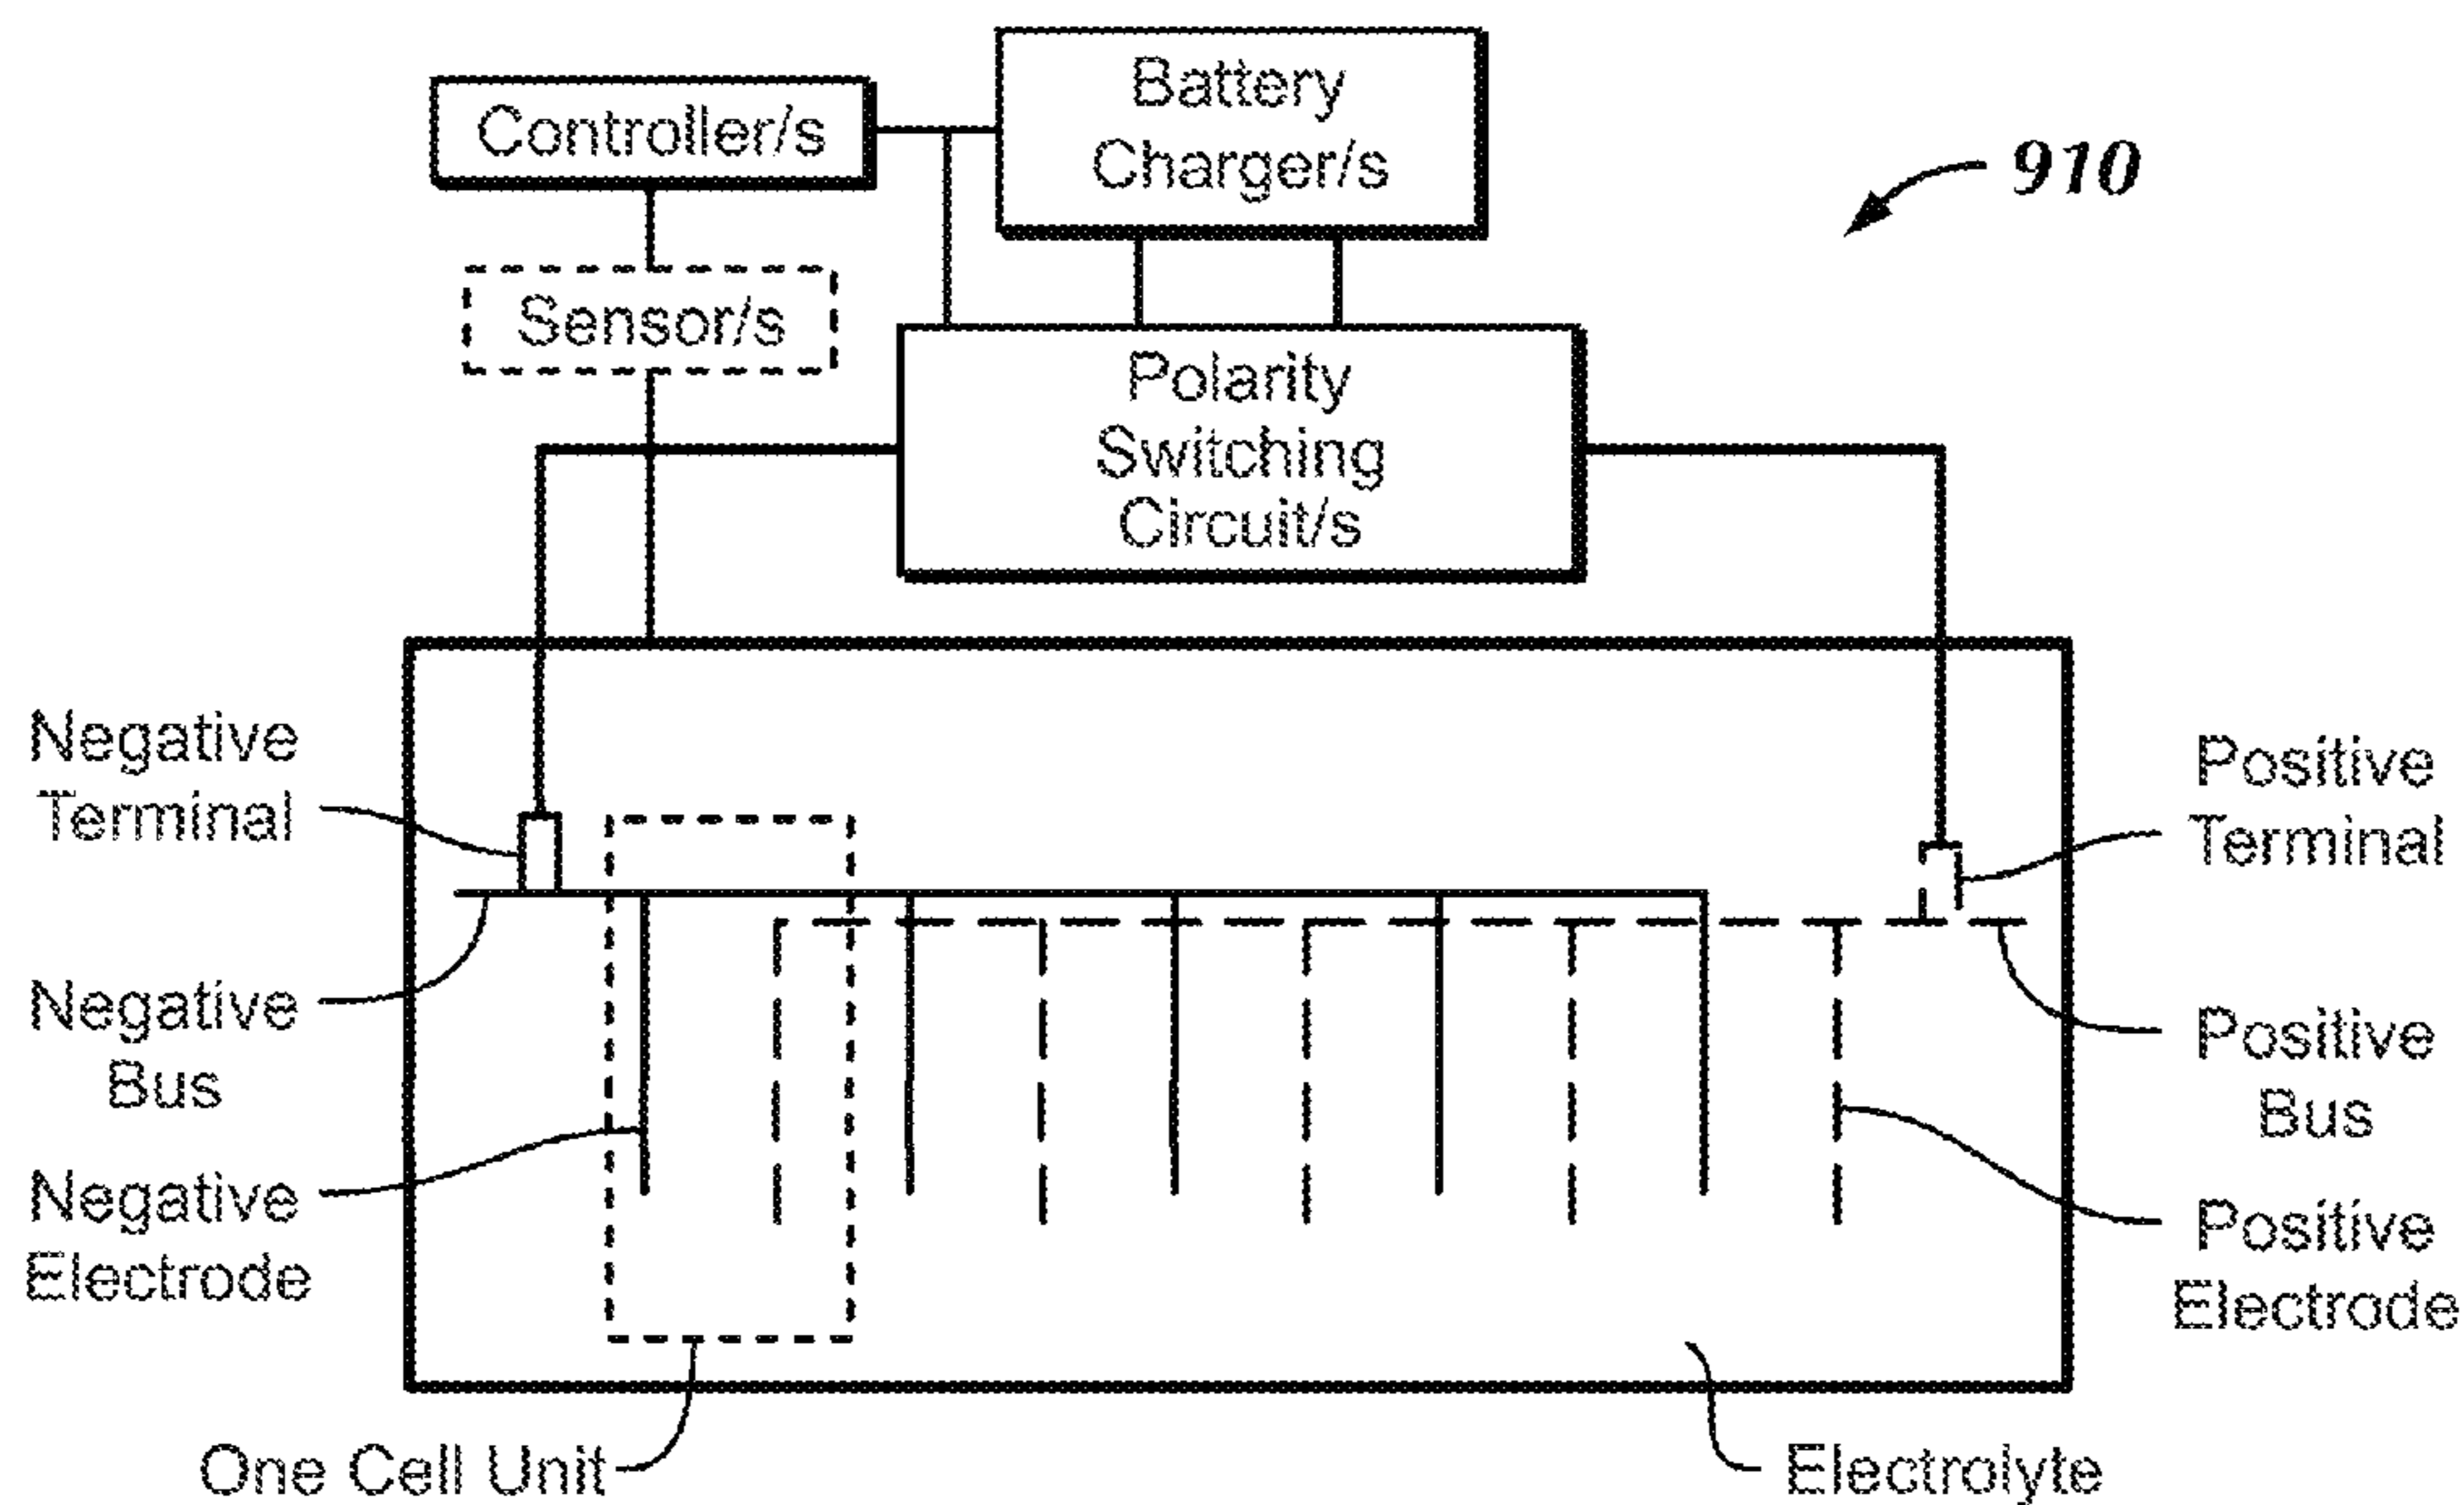 Battery
Charger/s
Controller/s
910
Sensor/s
Polarity
Switching
Circuit/s
Negative
Terminal
Positive
Terminal
Negative
Bus
Positive
Bus
Negative
Electrode
Positive
Electrode
One Cell Unit
Electrolyte